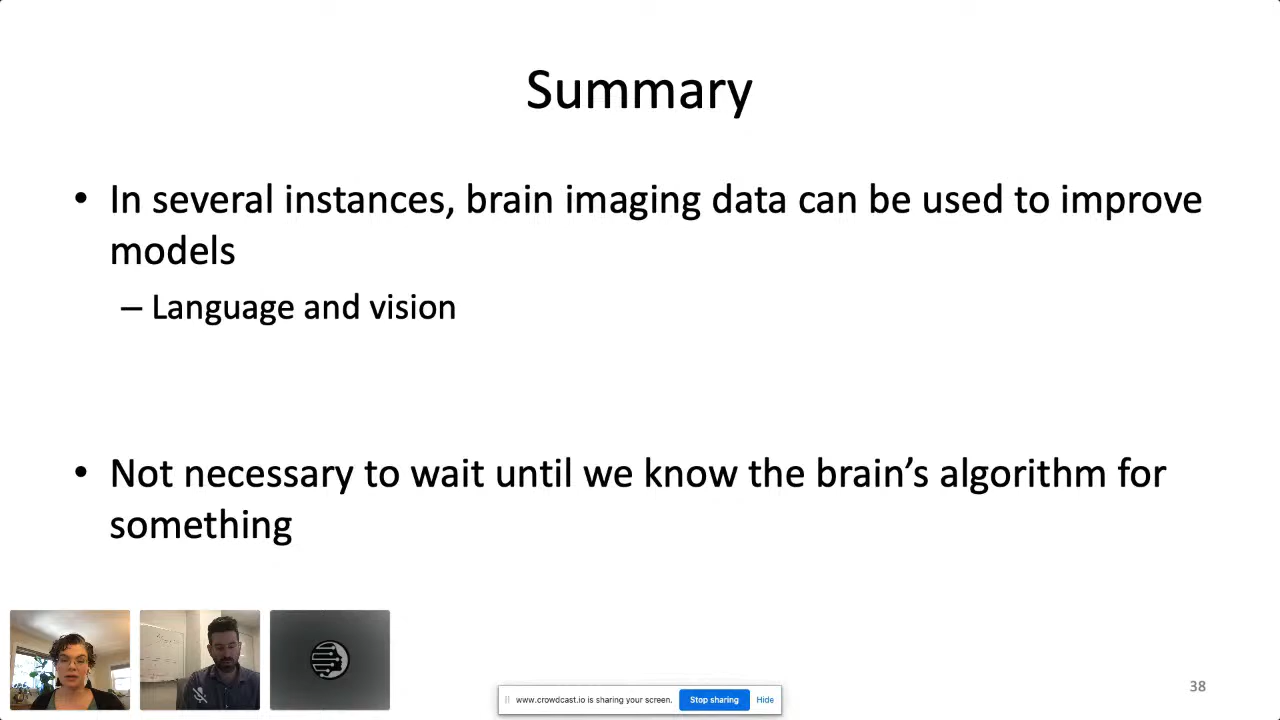 Summary
• In several instances, brain imaging data can be used to improve
models
– Language and vision
• Not necessary to wait until we know the brain’s algorithm for
something
www.crowdcast.io is sharing your screen. Stop sharing Hide
38